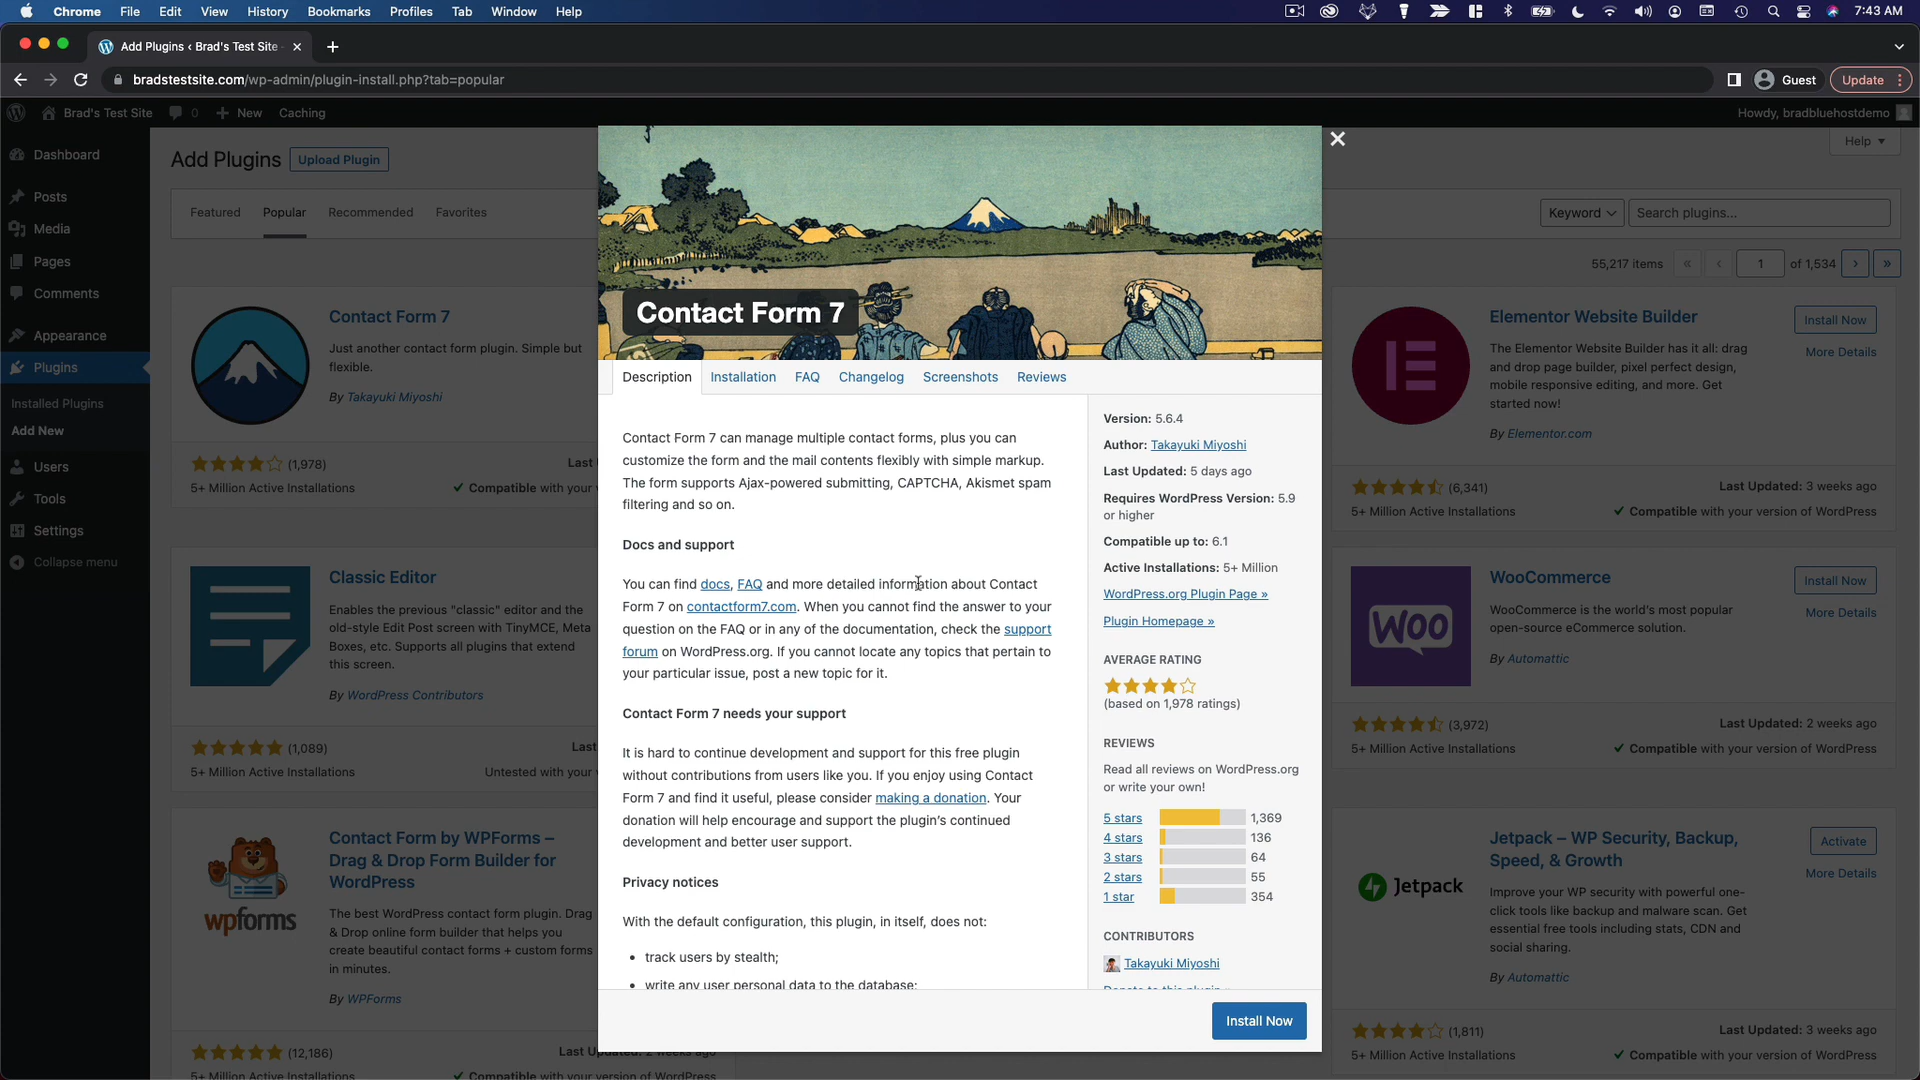 Chrome File Edit View History Bookmarks Profiles Tab Window Help 7:43 AM
Add Plugins ‹ Brad's Test Site
bradstestsite.com/wp-admin/plugin-install.php?tab=popular Guest Update
Brad's Test Site 0 New Caching Howdy, bradbluehostdemo
Help
Dashboard
Posts
Media
Pages
Comments
Appearance
Plugins
Installed Plugins
Add New
Users
Tools
Settings
Collapse menu
Add Plugins Upload Plugin
Featured Popular Recommended Favorites
Keyword Search plugins...
55,217 items « ‹ 1 of 1,534 › »
Contact Form 7
Just another contact form plugin. Simple but
flexible.
By Takayuki Miyoshi
(1,978) Last
5+ Million Active Installations Compatible with your
Classic Editor
Enables the previous "classic" editor and the
old-style Edit Post screen with TinyMCE, Meta
Boxes, etc. Supports all plugins that extend
this screen.
By WordPress Contributors
(1,089) Last
5+ Million Active Installations Untested with your
wpforms
Contact Form by WPForms –
Drag & Drop Form Builder for
WordPress
The best WordPress contact form plugin. Drag
& Drop online form builder that helps you
create beautiful contact forms + custom forms
in minutes.
By WPForms
(12,186) Last Updated: 2 weeks ago
5+ Million Active Installations Compatible with your version of WordPress
Contact Form 7
Description Installation FAQ Changelog Screenshots Reviews
Contact Form 7 can manage multiple contact forms, plus you can
customize the form and the mail contents flexibly with simple markup.
The form supports Ajax-powered submitting, CAPTCHA, Akismet spam
filtering and so on.
Docs and support
You can find docs, FAQ and more detailed information about Contact
Form 7 on contactform7.com. When you cannot find the answer to your
question on the FAQ or in any of the documentation, check the support
forum on WordPress.org. If you cannot locate any topics that pertain to
your particular issue, post a new topic for it.
Contact Form 7 needs your support
It is hard to continue development and support for this free plugin
without contributions from users like you. If you enjoy using Contact
Form 7 and find it useful, please consider making a donation. Your
donation will help encourage and support the plugin's continued
development and better user support.
Privacy notices
With the default configuration, this plugin, in itself, does not:
• track users by stealth;
• write any user personal data to the database;
Version: 5.6.4
Author: Takayuki Miyoshi
Last Updated: 5 days ago
Requires WordPress Version: 5.9
or higher
Compatible up to: 6.1
Active Installations: 5+ Million
WordPress.org Plugin Page »
Plugin Homepage »
AVERAGE RATING
(based on 1,978 ratings)
REVIEWS
Read all reviews on WordPress.org
or write your own!
5 stars 1,369
4 stars 136
3 stars 64
2 stars 55
1 star 354
CONTRIBUTORS
Takayuki Miyoshi
Donate to this plugin »
Install Now
Elementor Website Builder Install Now
More Details
The Elementor Website Builder has it all: drag
and drop page builder, pixel perfect design,
mobile responsive editing, and more. Get
started now!
By Elementor.com
(6,341) Last Updated: 3 weeks ago
5+ Million Active Installations Compatible with your version of WordPress
WOO
WooCommerce Install Now
More Details
WooCommerce is the world's most popular
open-source eCommerce solution.
By Automattic
(3,972) Last Updated: 2 weeks ago
5+ Million Active Installations Compatible with your version of WordPress
Jetpack
Jetpack – WP Security, Backup,
Speed, & Growth
Activate
More Details
Improve your WP security with powerful one-
click tools like backup and malware scan. Get
essential free tools including stats, CDN and
social sharing.
By Automattic
(1,811) Last Updated: 3 weeks ago
5+ Million Active Installations Compatible with your version of WordPress